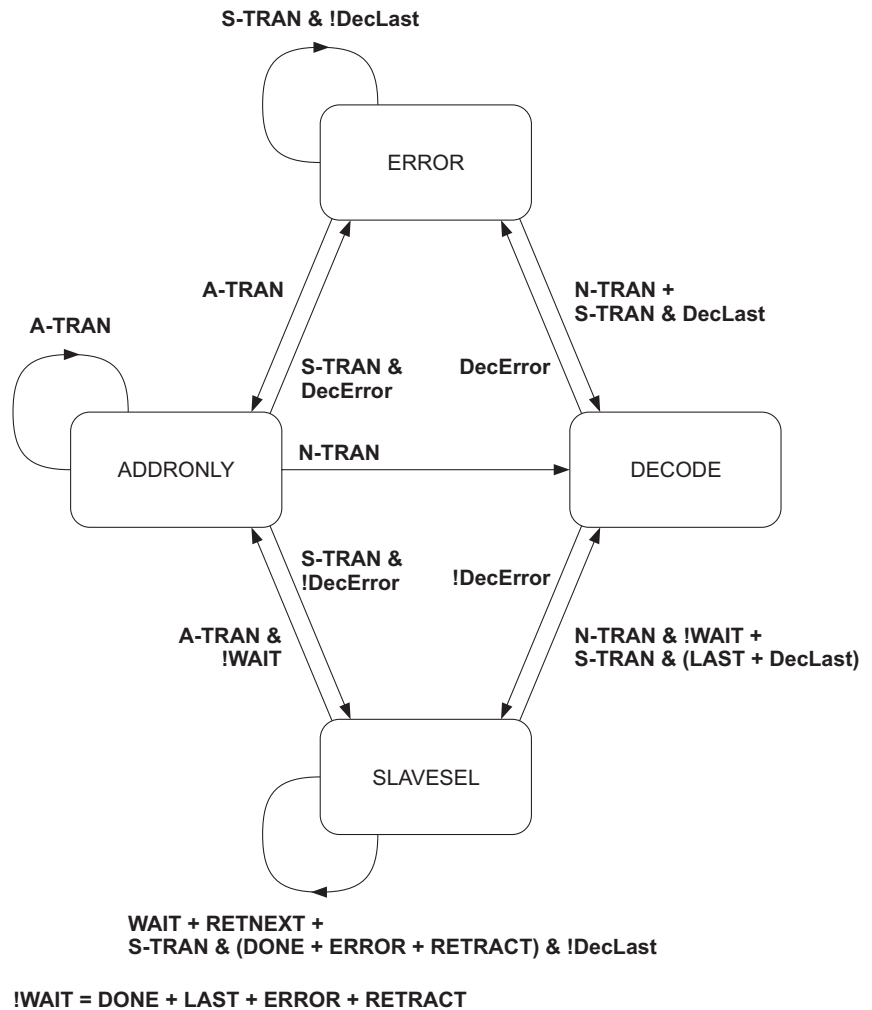 S-TRAN & !DecLast
ERROR
A-TRAN
N-TRAN +
S-TRAN & DecLast
A-TRAN
S-TRAN &
DecError
DecError
ADDRONLY
N-TRAN
DECODE
S-TRAN &
!DecError
!DecError
A-TRAN &
!WAIT
N-TRAN & !WAIT +
S-TRAN & (LAST + DecLast)
SLAVESEL
WAIT + RETNEXT +
S-TRAN & (DONE + ERROR + RETRACT) & !DecLast
!WAIT = DONE + LAST + ERROR + RETRACT